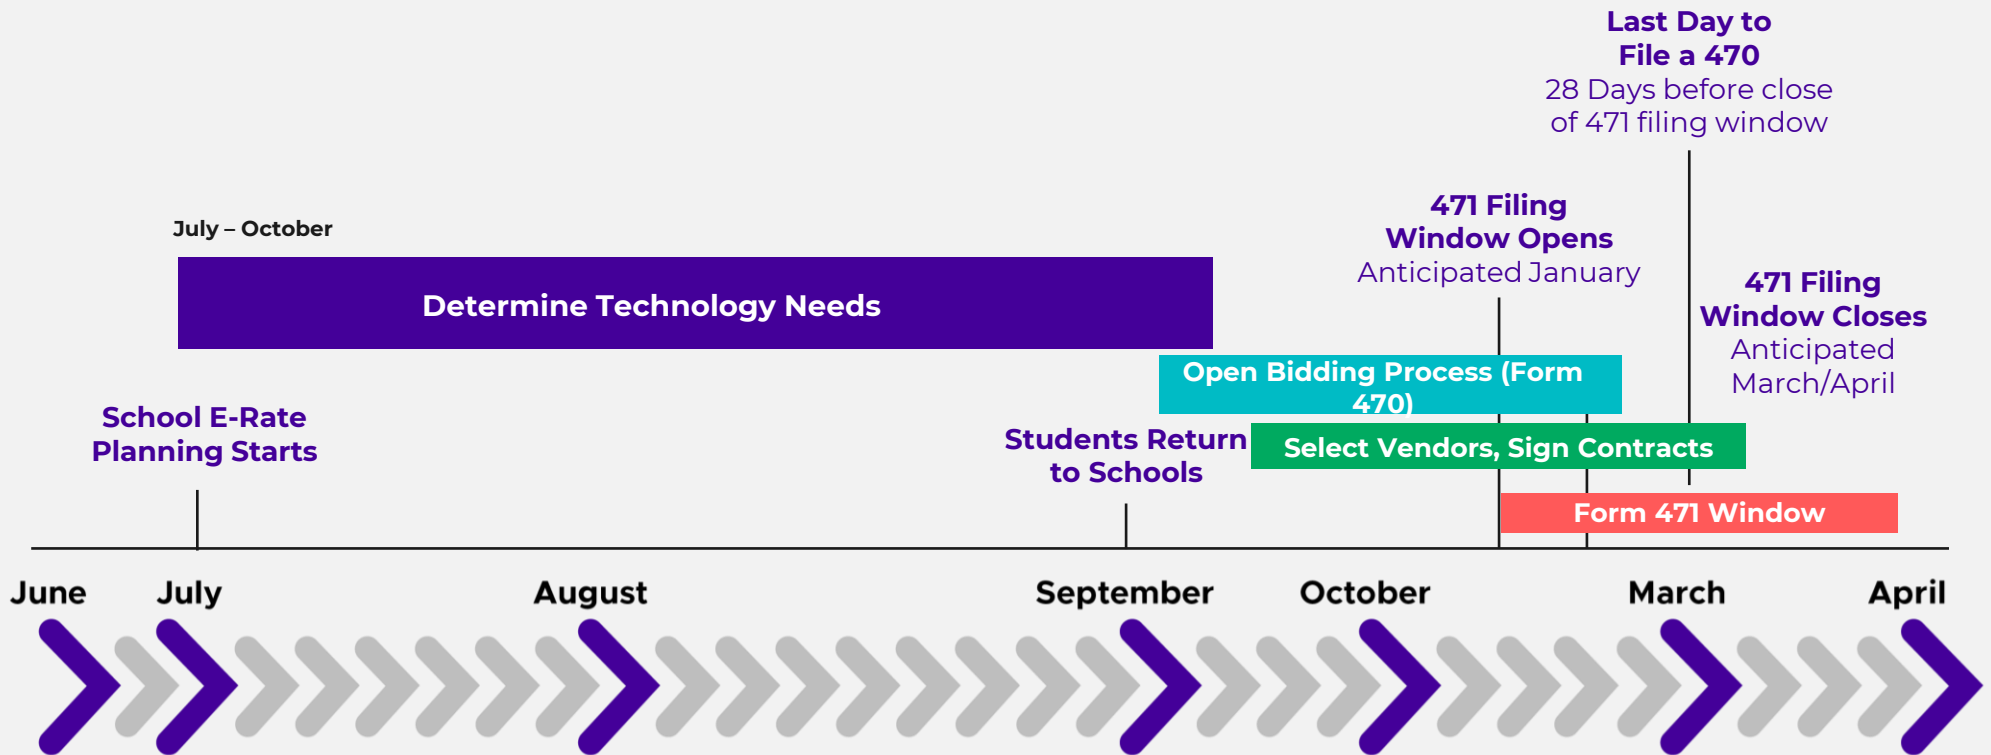 Last Day to
File a 470
28 Days before close
of 471 filing window
471 Filing
Window Opens
Anticipated January
July – October
471 Filing
Window Closes
Anticipated
March/April
Determine Technology Needs
Open Bidding Process (Form
470)
School E-Rate
Planning Starts
Students Return
to Schools
Select Vendors, Sign Contracts
Form 471 Window
June
July
August
September
October
March
April